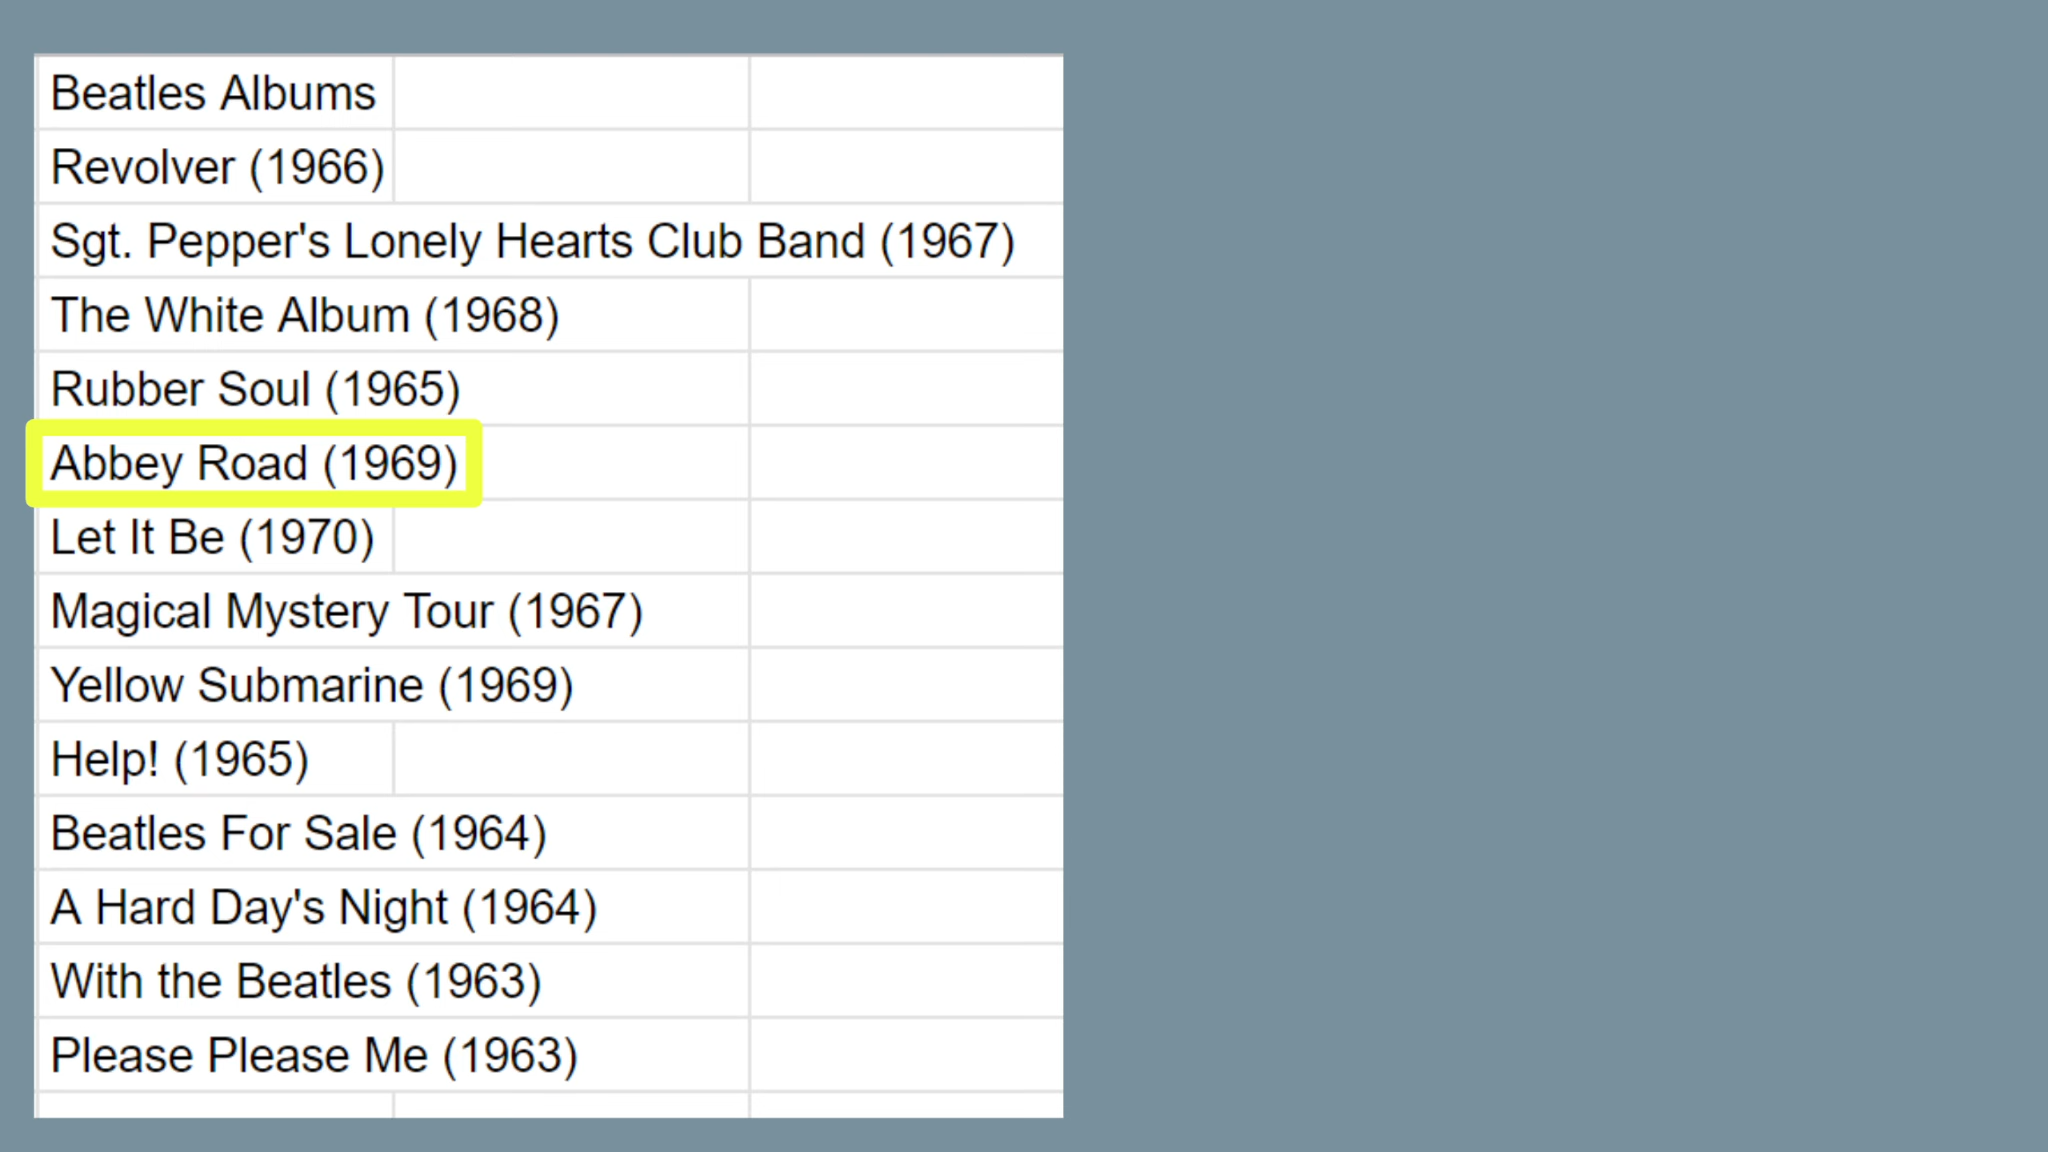 Beatles Albums
Revolver (1966)
Sgt. Pepper's Lonely Hearts Club Band (1967)
The White Album (1968)
Rubber Soul (1965)
Abbey Road (1969)
Let It Be (1970)
Magical Mystery Tour (1967)
Yellow Submarine (1969)
Help! (1965)
Beatles For Sale (1964)
A Hard Day's Night (1964)
With the Beatles (1963)
Please Please Me (1963)